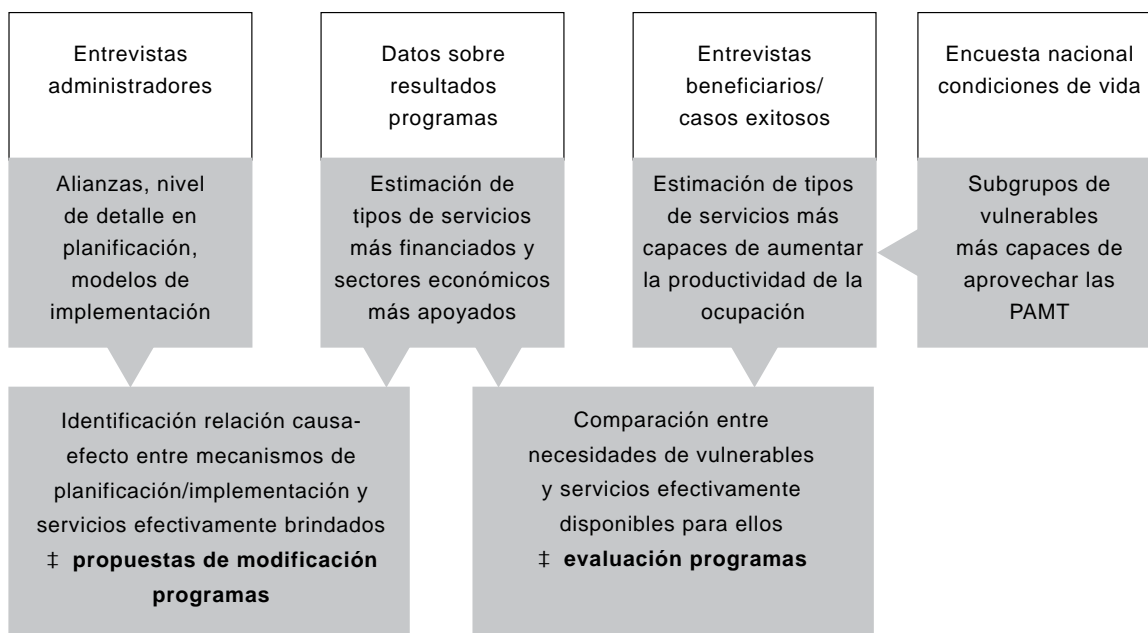 Entrevistas
administradores
Datos sobre
resultados
programas
Entrevistas
beneficiarios/
casos exitosos
Encuesta nacional
condiciones de vida
Alianzas, nivel
de detalle en
planificación,
modelos de
implementación
Estimación de
tipos de servicios
más financiados y
sectores económicos
más apoyados
Estimación de tipos
de servicios más
capaces de aumentar
la productividad de la
ocupación
Subgrupos de
vulnerables
más capaces de
aprovechar las
PAMT
Identificación relación causa-
efecto entre mecanismos de
planificación/implementación y
servicios efectivamente brindados
‡ propuestas de modificación
programas
Comparación entre
necesidades de vulnerables
y servicios efectivamente
disponibles para ellos
‡ evaluación programas